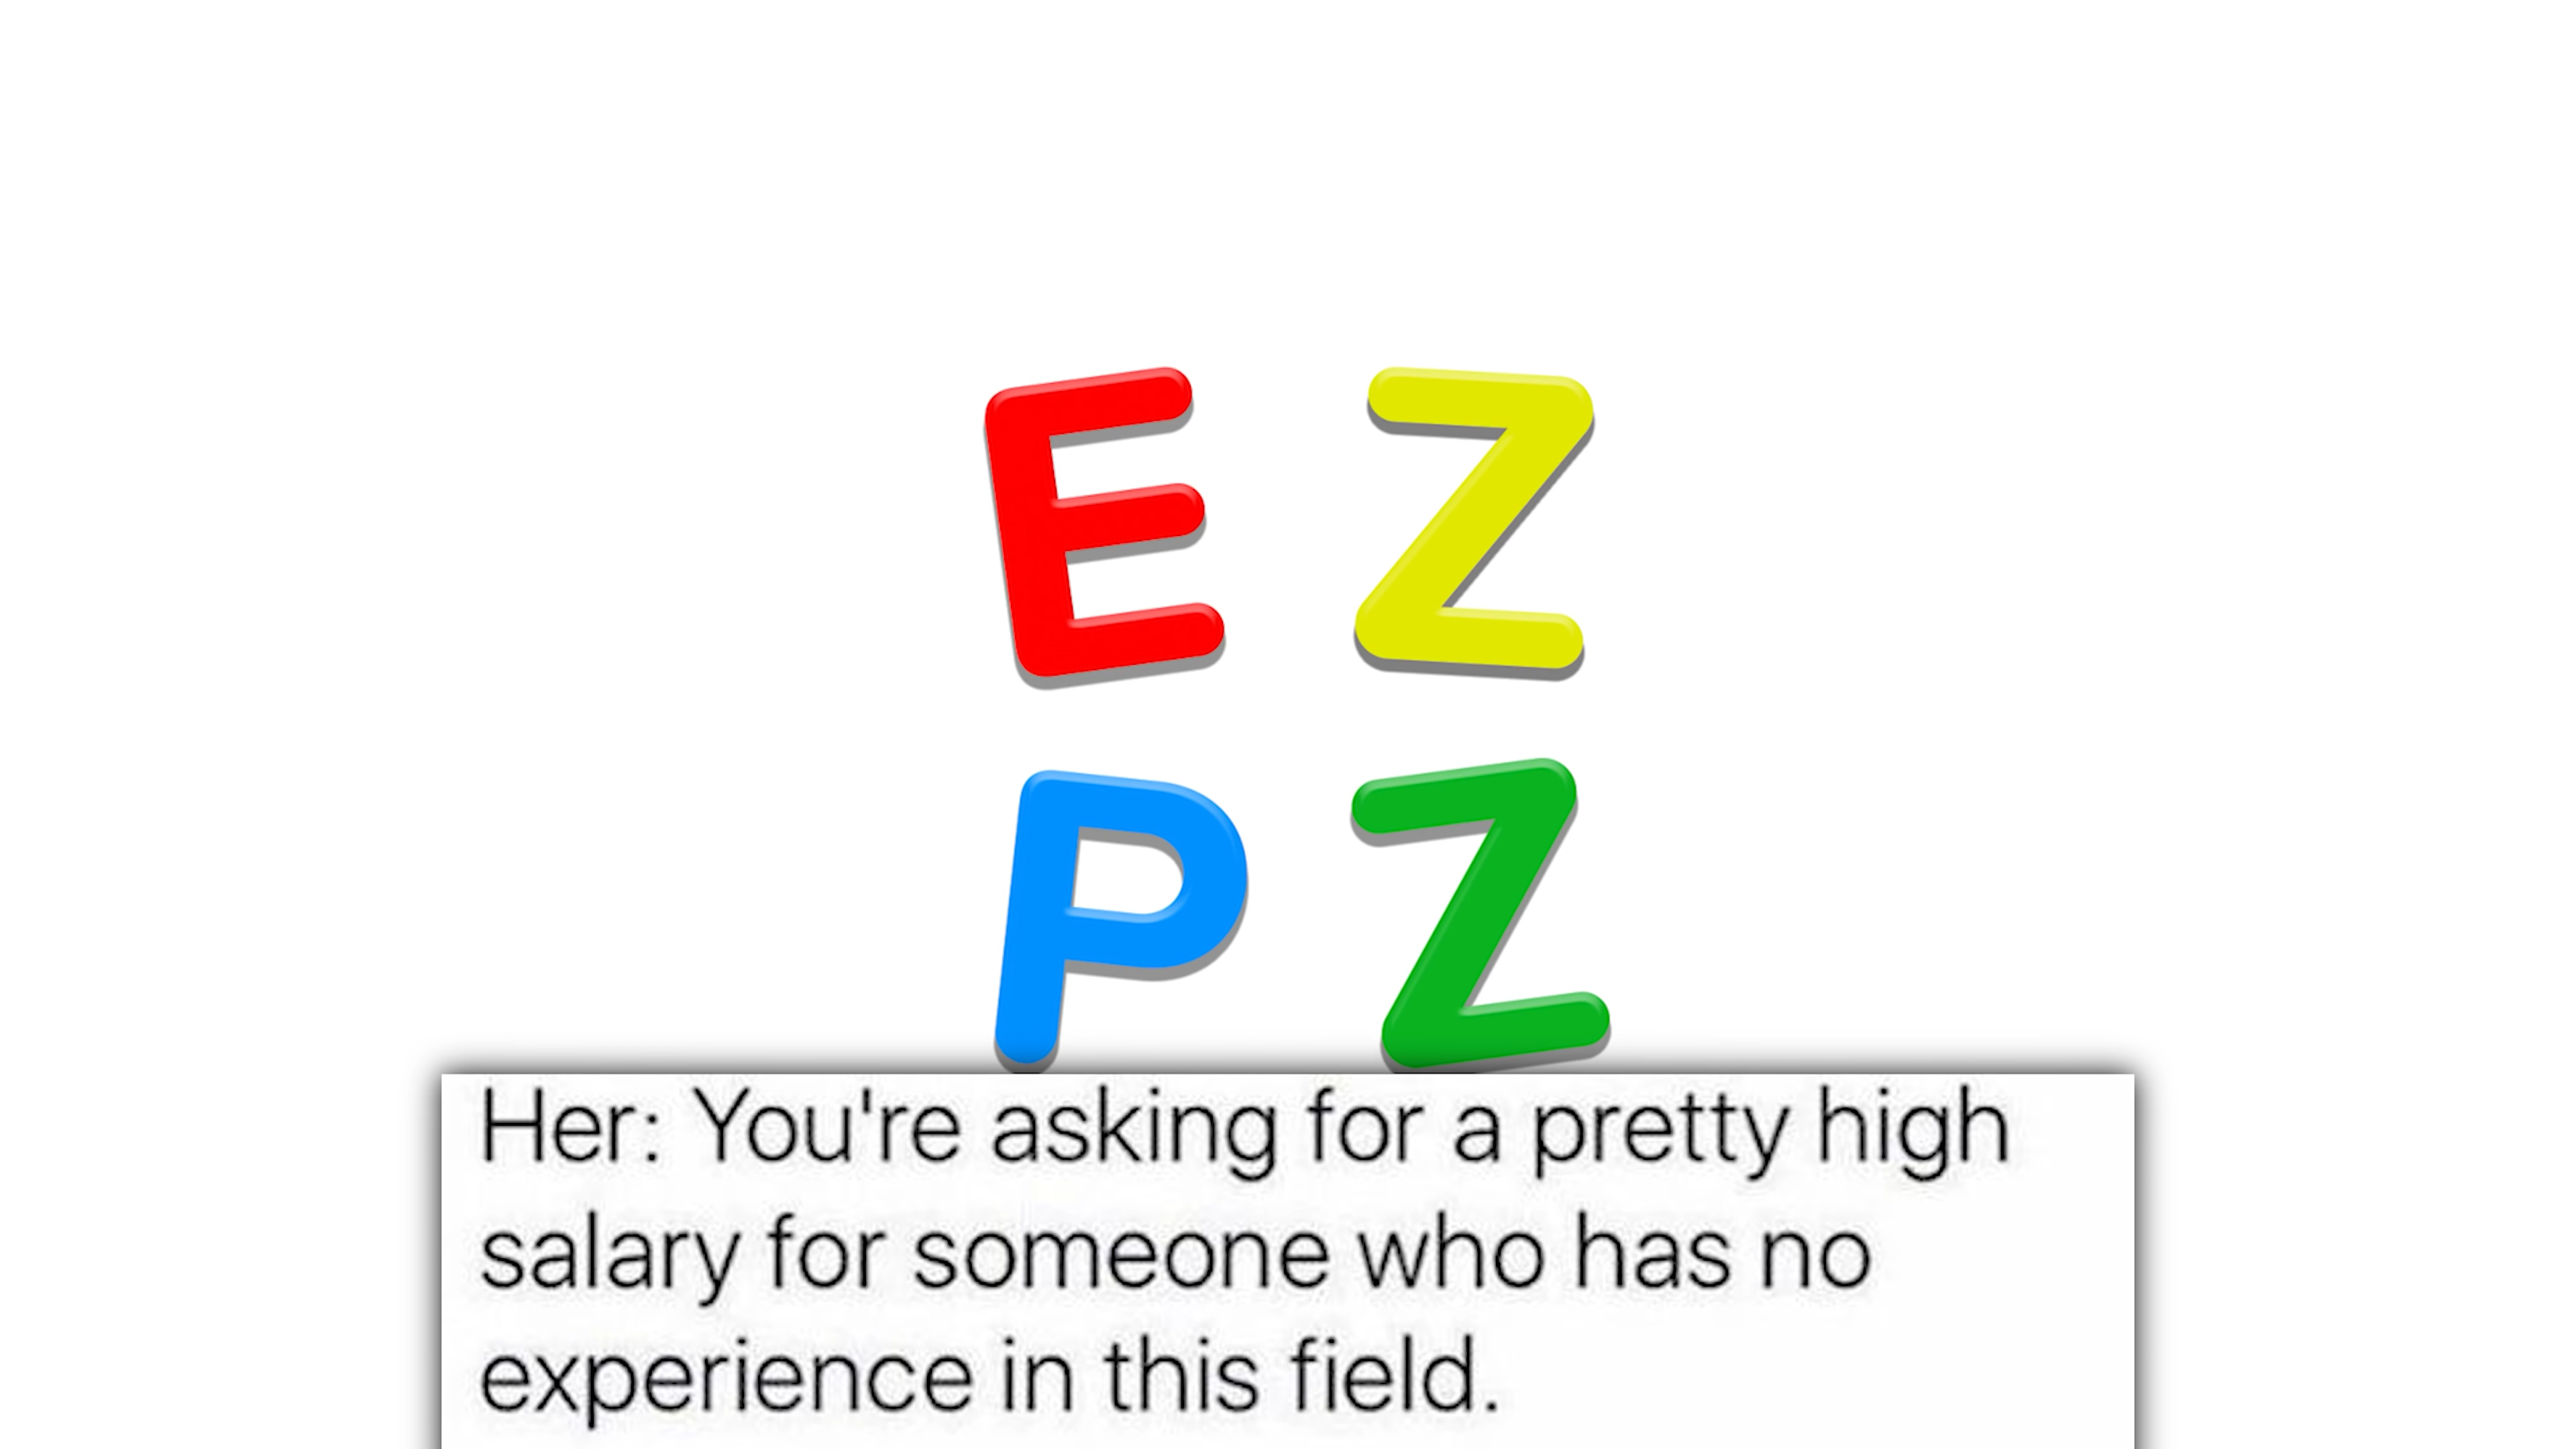 E Z
P Z
Her: You're asking for a pretty high
salary for someone who has no
experience in this field.